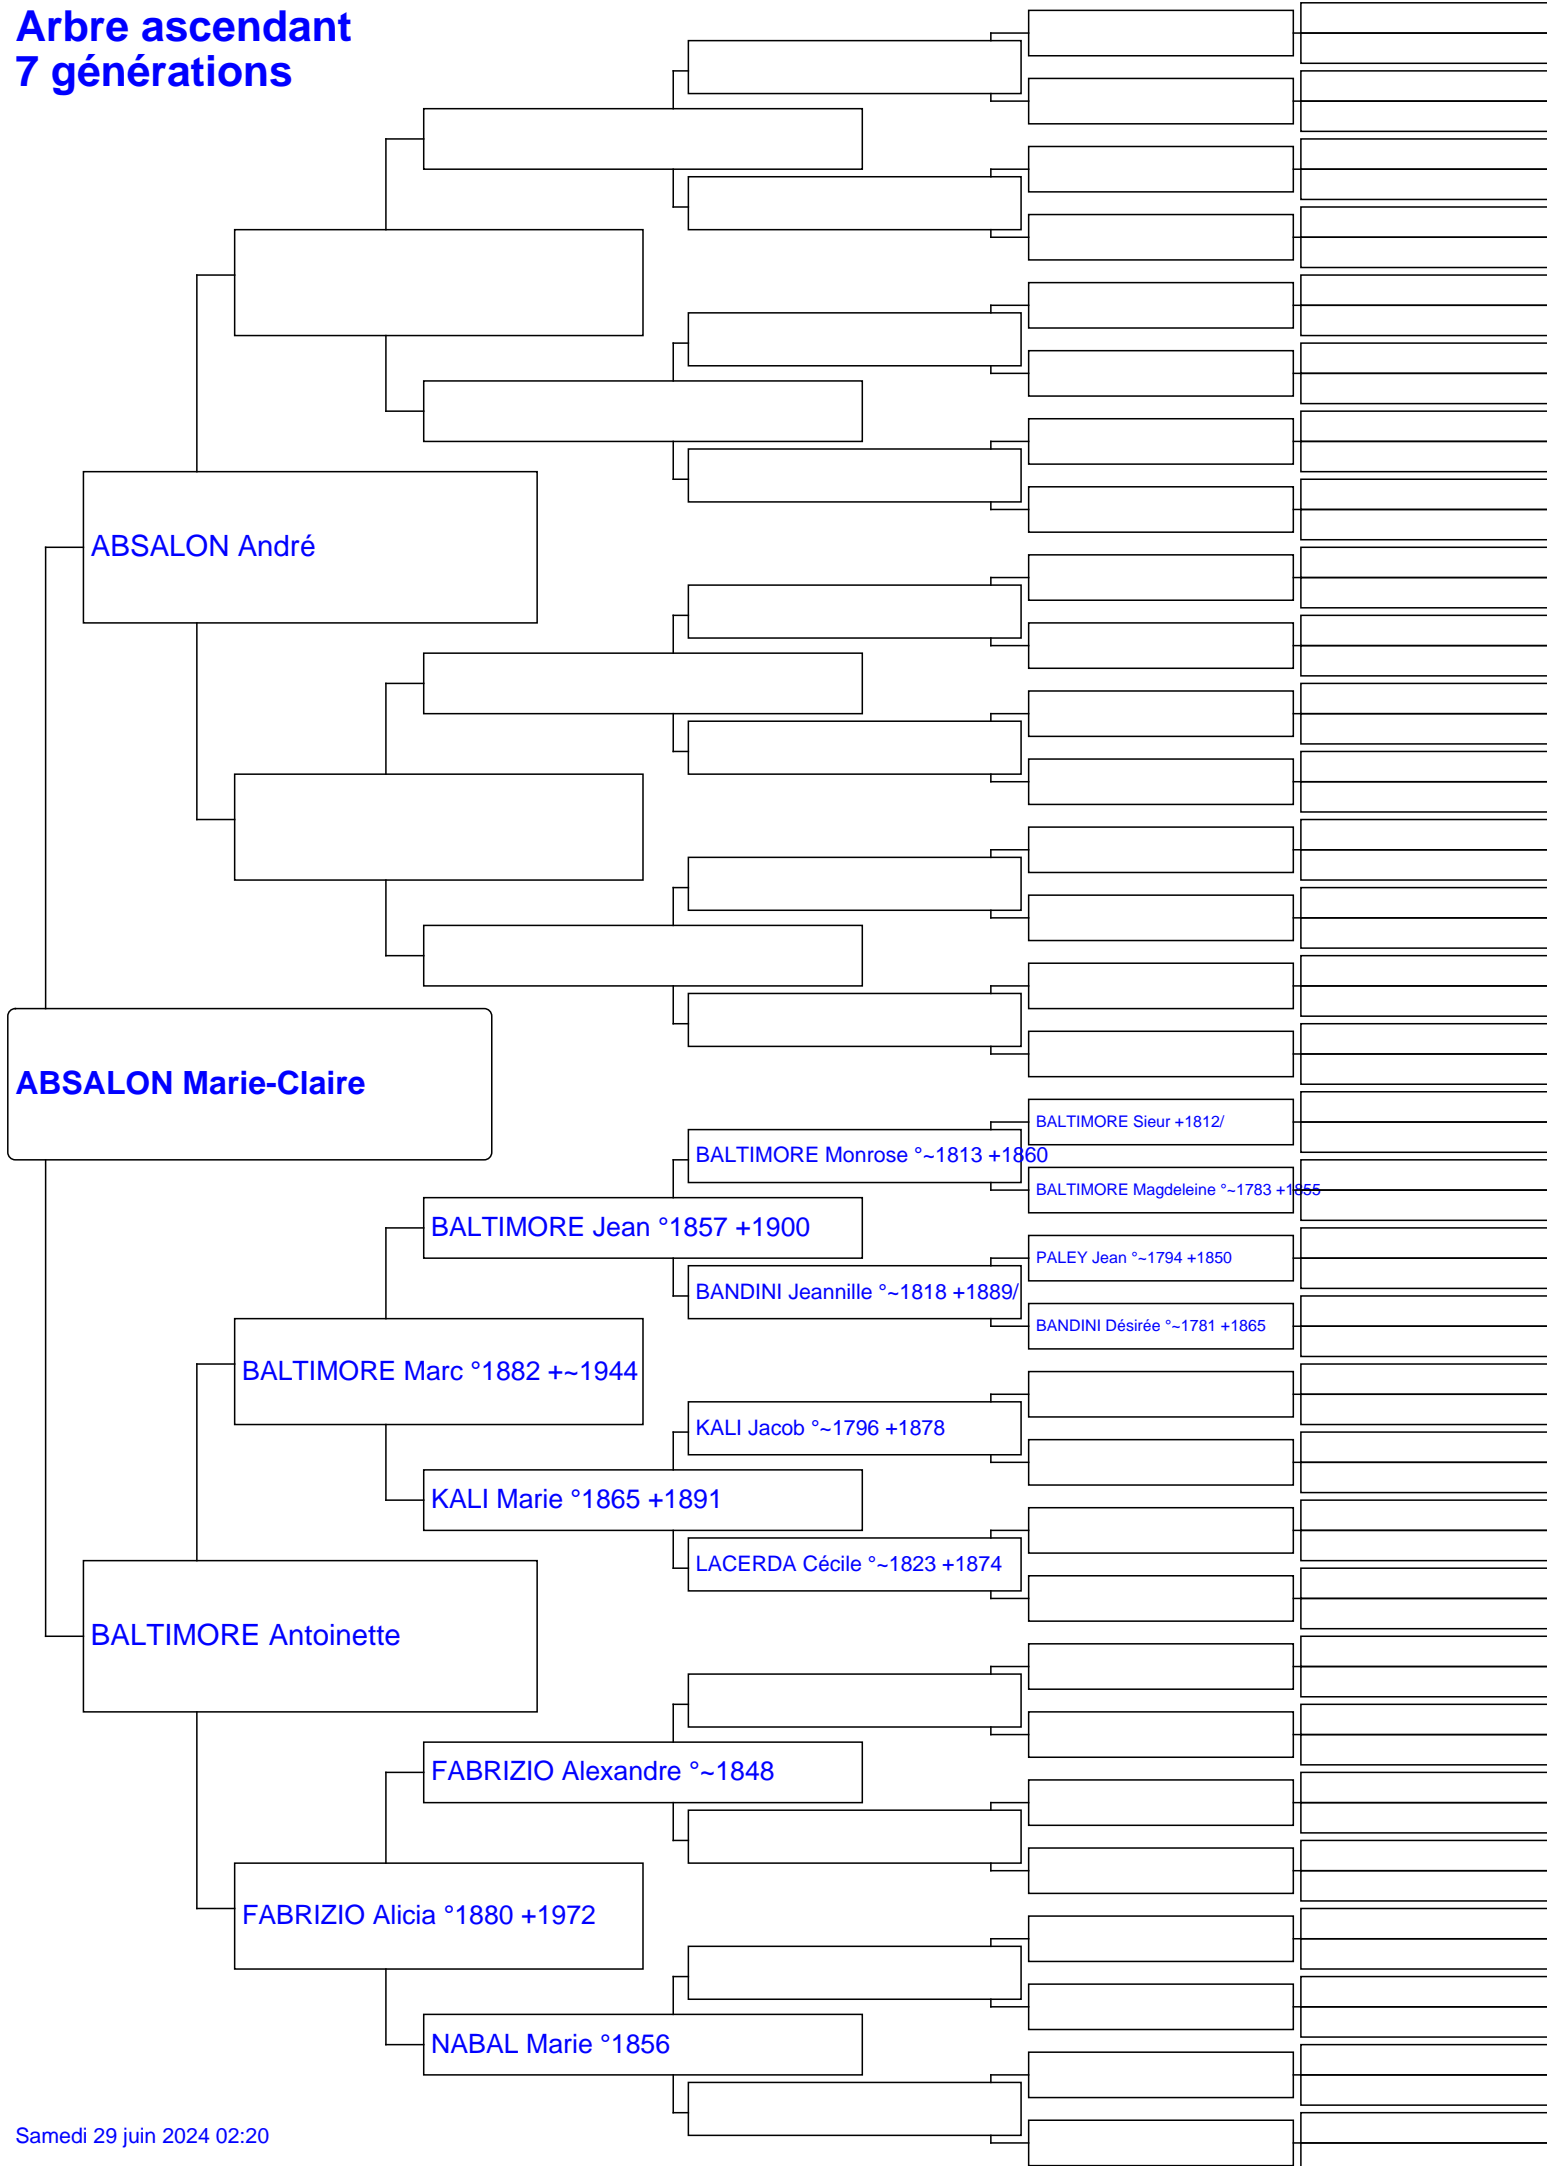 Arbre ascendant
7 générations
ABSALON André
ABSALON Marie-Claire
BALTIMORE Sieur +1812/
BALTIMORE Monrose °~1813 +1860
BALTIMORE Magdeleine °~1783 +1855
BALTIMORE Jean °1857 +1900
PALEY Jean °~1794 +1850
BANDINI Jeannille °~1818 +1889/
BANDINI Désirée °~1781 +1865
BALTIMORE Marc °1882 +~1944
KALI Jacob °~1796 +1878
KALI Marie °1865 +1891
LACERDA Cécile °~1823 +1874
BALTIMORE Antoinette
FABRIZIO Alexandre °~1848
FABRIZIO Alicia °1880 +1972
NABAL Marie °1856
Samedi 29 juin 2024 02:20